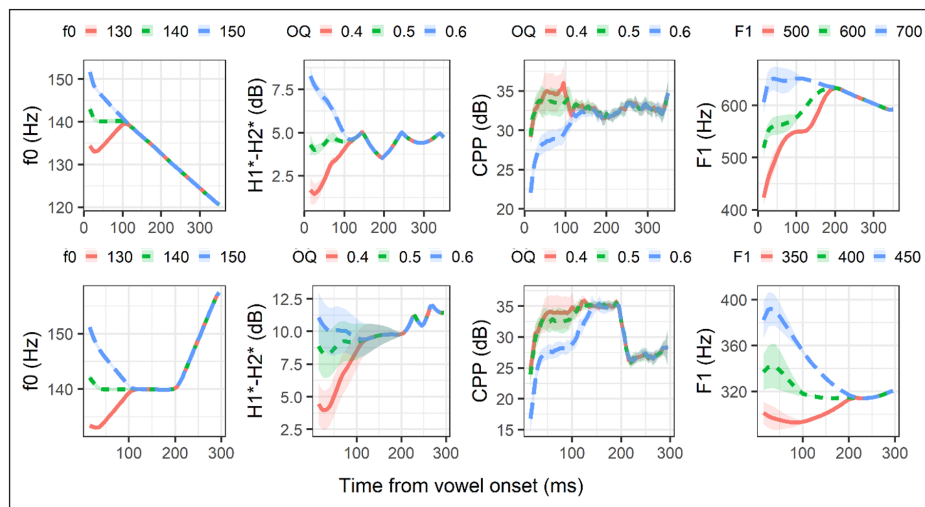 f0 130 140 150
OQ 0.4 0.5 0.6
OQ 0.4 0.5 0.6
F1 500 600 700
f0 (Hz)
150
140
130
120
0 100 200 300
H1*-H2* (dB)
7.5
5.0
2.5
0 100 200 300
CPP (dB)
35
30
25
20
0 100 200 300
F1 (Hz)
600
500
400
0 100 200 300
f0 130 140 150
OQ 0.4 0.5 0.6
OQ 0.4 0.5 0.6
F1 350 400 450
f0 (Hz)
150
140
100 200 300
H1*-H2* (dB)
12.5
10.0
7.5
5.0
2.5
0 100 200 300
CPP (dB)
35
30
25
20
15
0 100 200 300
F1 (Hz)
400
360
320
100 200 300
Time from vowel onset (ms)